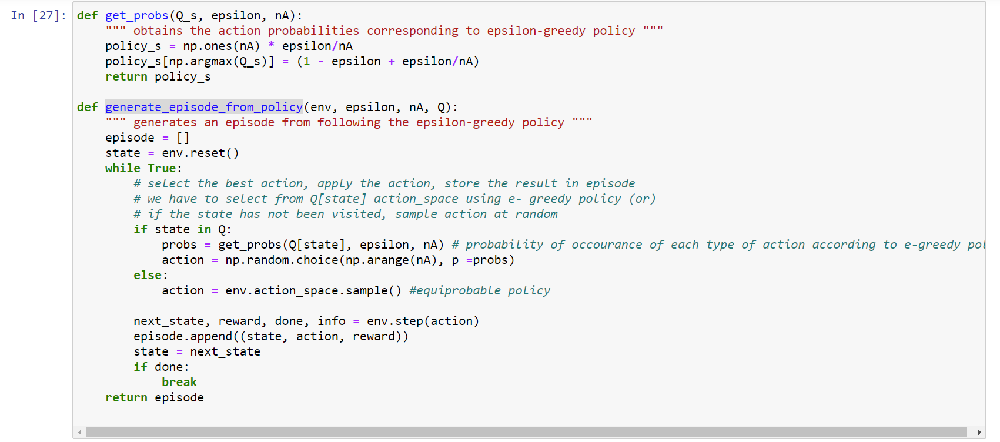 In [27]: def get_probs(Q_s, epsilon, nA):
""" obtains the action probabilities corresponding to epsilon-greedy policy """
policy_s = np.ones(nA) * epsilon/nA
policy_s[np.argmax(Q_s)] = (1 - epsilon + epsilon/nA)
return policy_s
def generate_episode_from_policy(env, epsilon, nA, Q):
""" generates an episode from following the epsilon-greedy policy """
episode = []
state = env.reset()
while True:
# select the best action, apply the action, store the result in episode
# we have to select from Q[state] action_space using e- greedy policy (or)
# if the state has not been visited, sample action at random
if state in Q:
probs = get_probs(Q[state], epsilon, nA) # probability of occourance of each type of action according to e-greedy
action = np.random.choice(np.arange(nA), p =probs)
else:
action = env.action_space.sample() #equiprobable policy
next_state, reward, done, info = env.step(action)
episode.append((state, action, reward))
state = next_state
if done:
break
return episode